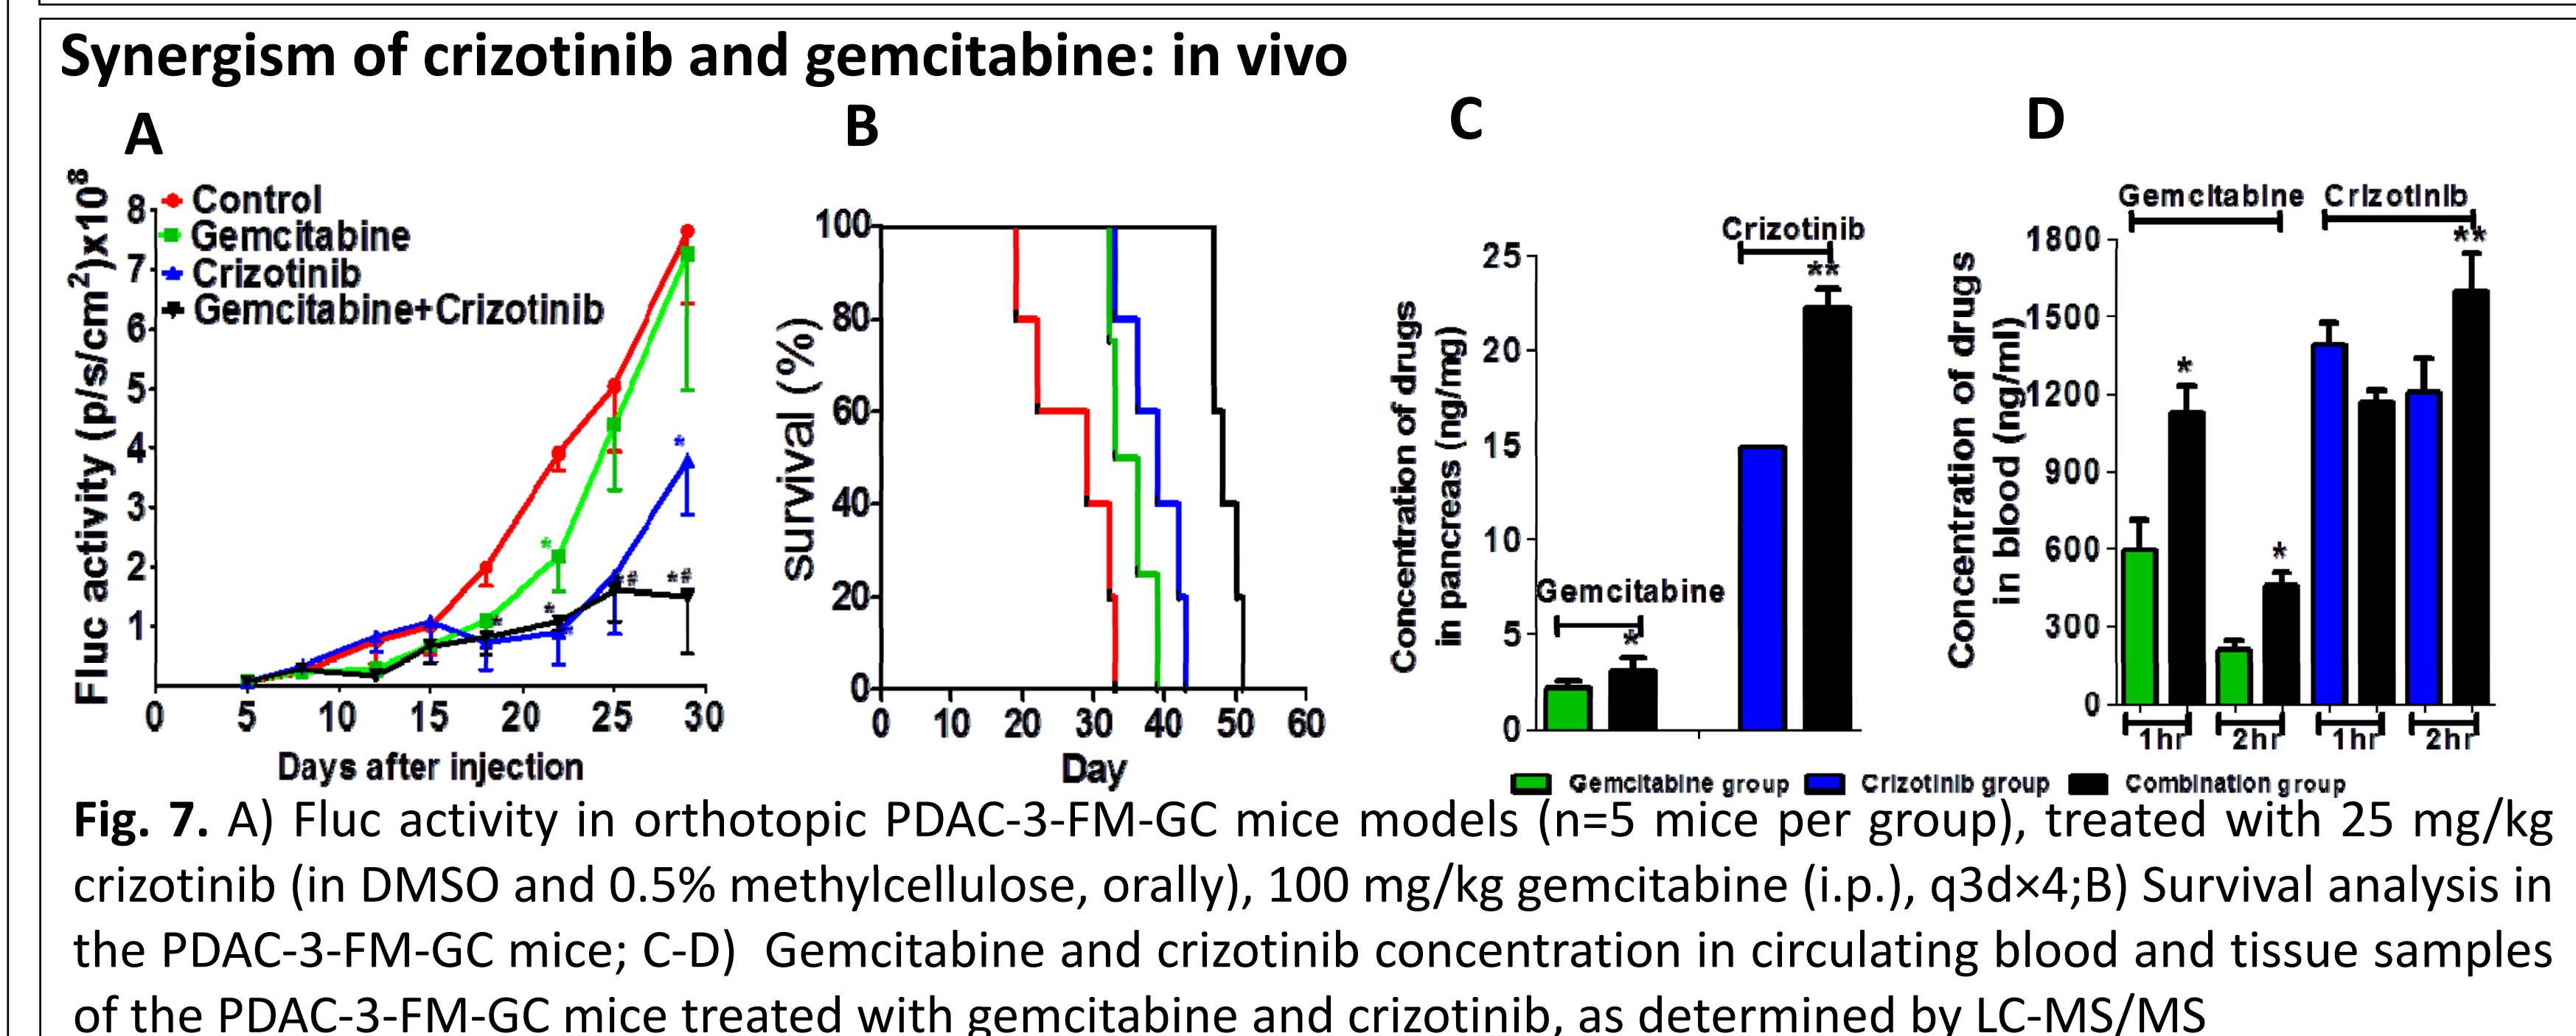 Synergism of crizotinib and gemcitabine: in vivo
A
B
C
D
Fluc activity (p/s/cm²)x10⁸
8
7
6
5
4
3
2
1
Control
Gemcitabine
Crizotinib
Gemcitabine+Crizotinib
*
*
*
*
*
*#
*#
0 5 10 15 20 25 30
Days after injection
survival (%)
100
80
60
40
20
0
0 10 20 30 40 50 60
Day
Concentration of drugs
in pancreas (ng/mg)
25
20
15
10
5
0
Gemcitabine
*
Crizotinib
**
Concentration of drugs
in blood (ng/ml)
1800
1500
1200
900
600
300
0
Gemcitabine Crizotinib
*
*
**
1hr 2hr 1hr 2hr
Gemcitabine group Crizotinib group Combination group
Fig. 7. A) Fluc activity in orthotopic PDAC-3-FM-GC mice models (n=5 mice per group), treated with 25 mg/kg
crizotinib (in DMSO and 0.5% methylcellulose, orally), 100 mg/kg gemcitabine (i.p.), q3d×4;B) Survival analysis in
the PDAC-3-FM-GC mice; C-D) Gemcitabine and crizotinib concentration in circulating blood and tissue samples
of the PDAC-3-FM-GC mice treated with gemcitabine and crizotinib, as determined by LC-MS/MS